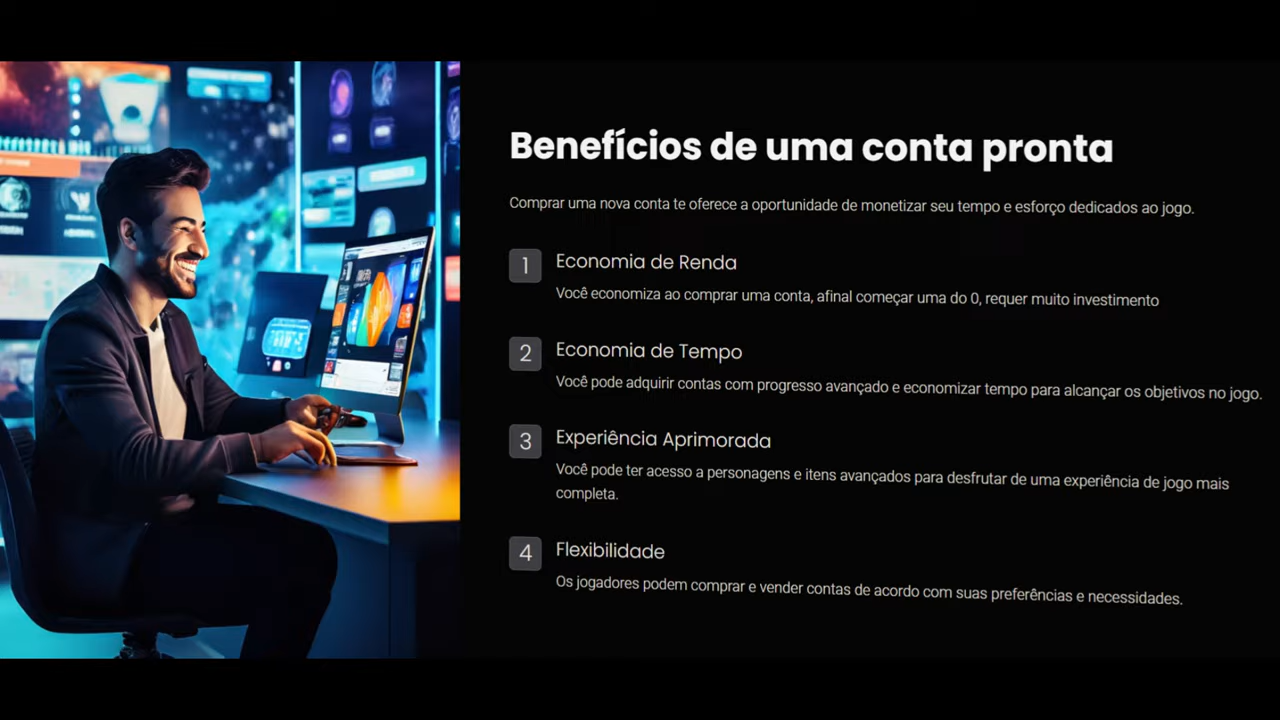 Benefícios de uma conta pronta
Comprar uma nova conta te oferece a oportunidade de monetizar seu tempo e esforço dedicados ao jogo.
1 Economia de Renda
Você economiza ao comprar uma conta, afinal começar uma do 0, requer muito investimento
2 Economia de Tempo
Você pode adquirir contas com progresso avançado e economizar tempo para alcançar os objetivos no jogo.
3 Experiência Aprimorada
Você pode ter acesso a personagens e itens avançados para desfrutar de uma experiência de jogo mais
completa.
4 Flexibilidade
Os jogadores podem comprar e vender contas de acordo com suas preferências e necessidades.